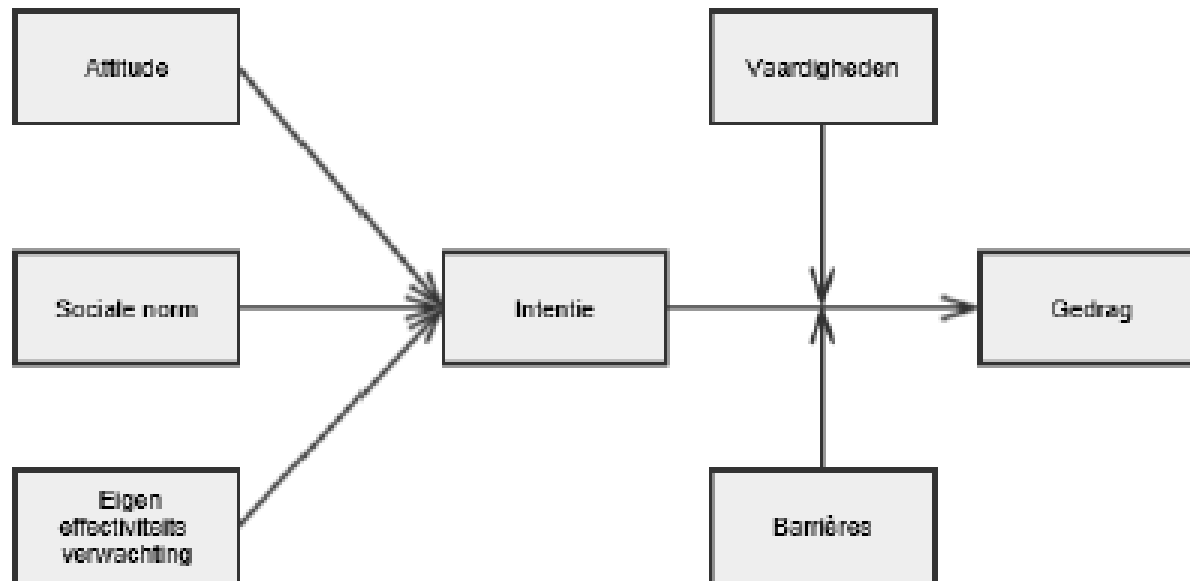 Attitude
Vaardigheden
Sociale norm
Intentie
Gedrag
Eigen
effectiviteits
verwachting
Barrières